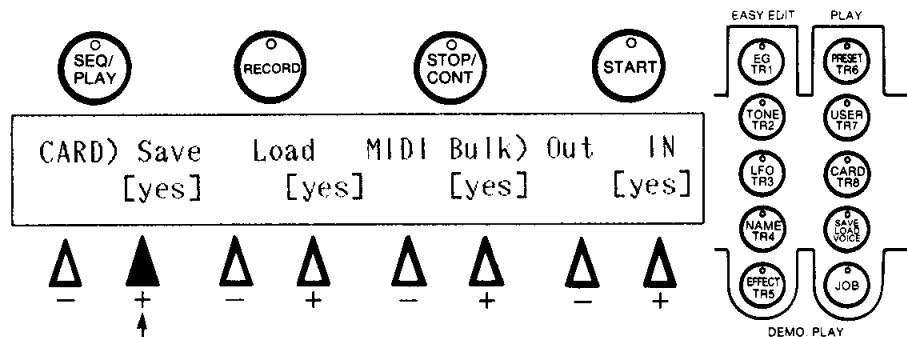 EASY EDIT PLAY
SEQ/
PLAY
RECORD
STOP/
CONT
START
EG
TR1
PRESET
TR6
TONE
TR2
USER
TR7
LFO
TR3
CARD
TR8
NAME
TR4
SAVE
LOAD
VOICE
EFFECT
TR5
JOB
DEMO. PLAY
CARD) Save Load MIDI Bulk) Out IN
[yes] [yes] [yes] [yes]
− + − + − + − +